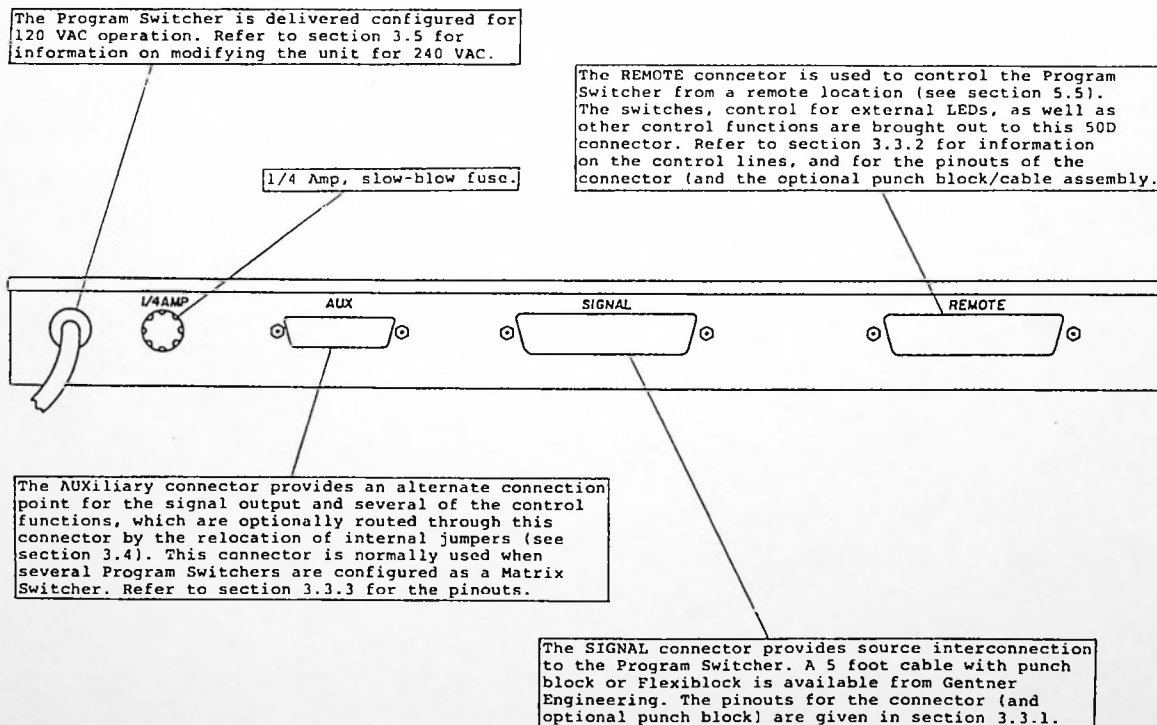 The Program Switcher is delivered configured for
120 VAC operation. Refer to section 3.5 for
information on modifying the unit for 240 VAC.
The REMOTE conncetor is used to control the Program
Switcher from a remote location (see section 5.5).
The switches, control for external LEDs, as well as
other control functions are brought out to this 50D
connector. Refer to section 3.3.2 for information
on the control lines, and for the pinouts of the
connector (and the optional punch block/cable assembly.
1/4 Amp, slow-blow fuse.
1/4 AMP
AUX
SIGNAL
REMOTE
The AUXiliary connector provides an alternate connection
point for the signal output and several of the control
functions, which are optionally routed through this
connector by the relocation of internal jumpers (see
section 3.4). This connector is normally used when
several Program Switchers are configured as a Matrix
Switcher. Refer to section 3.3.3 for the pinouts.
The SIGNAL connector provides source interconnection
to the Program Switcher. A 5 foot cable with punch
block or Flexiblock is available from Gentner
Engineering. The pinouts for the connector (and
optional punch block) are given in section 3.3.1.